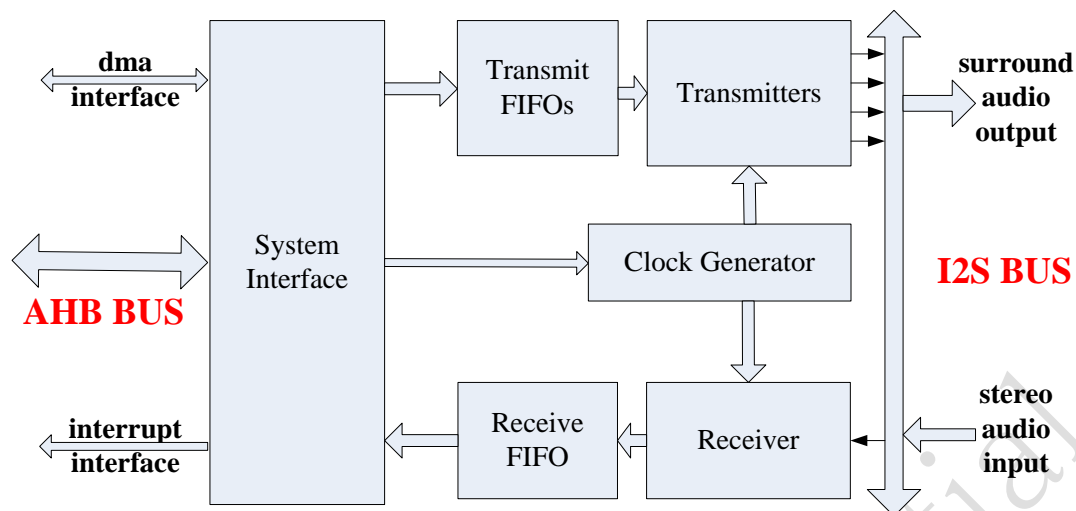 dma
interface
System
Interface
Transmit
FIFOs
Transmitters
surround
audio
output
AHB BUS
Clock Generator
I2S BUS
interrupt
interface
Receive
FIFO
Receiver
stereo
audio
input